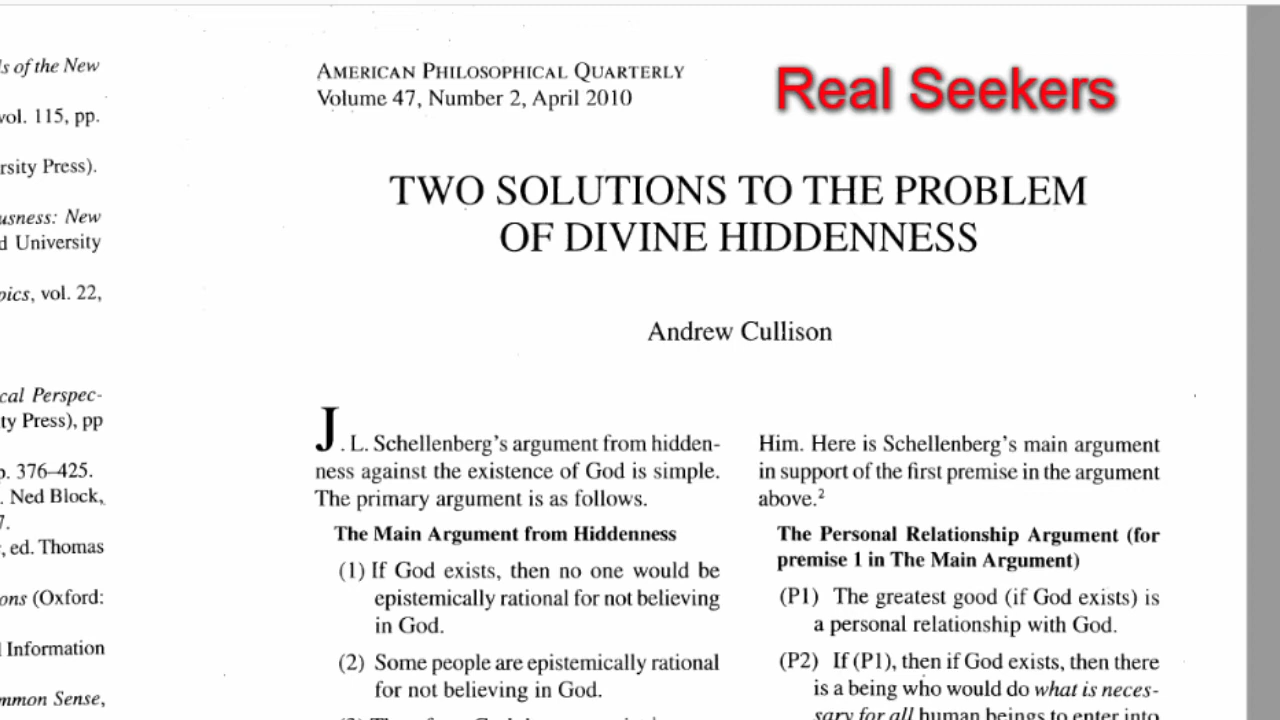 s of the New
vol. 115, pp.
rsity Press).
usness: New
d University
pics, vol. 22,
cal Perspec-
ty Press), pp
p. 376–425.
. Ned Block,
7.
, ed. Thomas
ons (Oxford:
l Information
mmon Sense,
AMERICAN PHILOSOPHICAL QUARTERLY
Volume 47, Number 2, April 2010
Real Seekers
TWO SOLUTIONS TO THE PROBLEM
OF DIVINE HIDDENNESS
Andrew Cullison
J. L. Schellenberg's argument from hidden-
ness against the existence of God is simple.
The primary argument is as follows.
The Main Argument from Hiddenness
(1) If God exists, then no one would be
epistemically rational for not believing
in God.
(2) Some people are epistemically rational
for not believing in God.
Him. Here is Schellenberg's main argument
in support of the first premise in the argument
above.²
The Personal Relationship Argument (for
premise 1 in The Main Argument)
(P1) The greatest good (if God exists) is
a personal relationship with God.
(P2) If (P1), then if God exists, then there
is a being who would do what is neces-
sary for all human beings to enter into